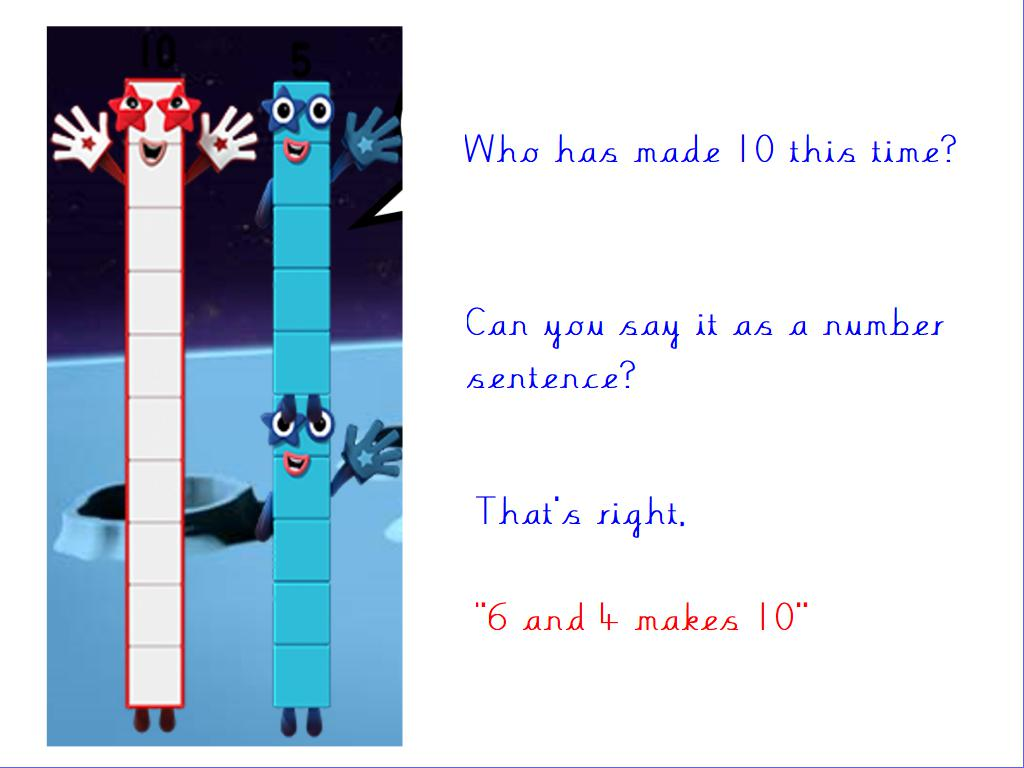 10 5
Who has made 10 this time?
Can you say it as a number
sentence?
That's right.
"6 and 4 makes 10"